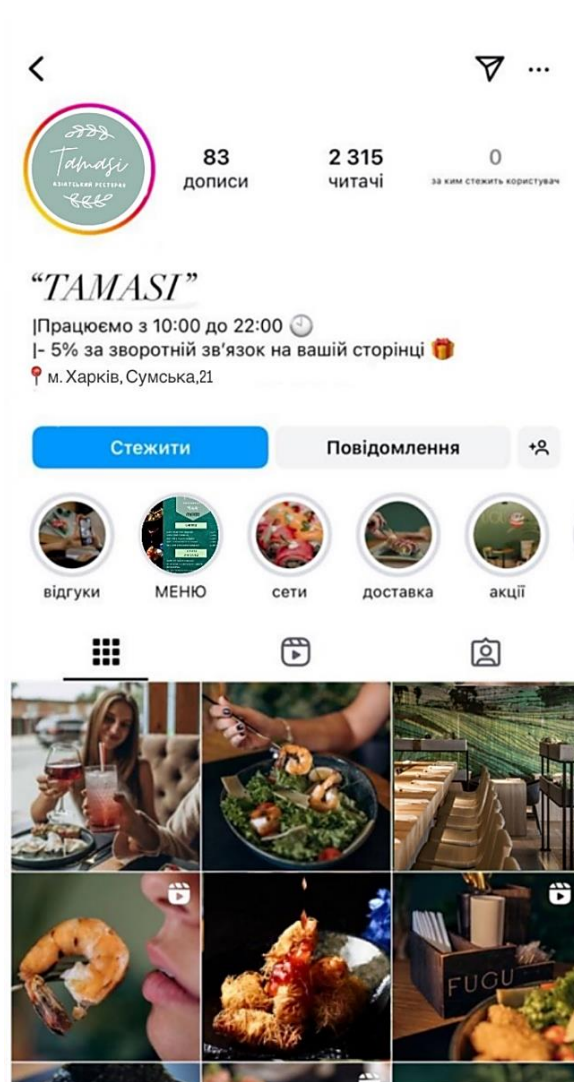 Tamasi
АЗІАТСЬКИЙ РЕСТОРАН
83
дописи
2 315
читачі
0
за ким стежить користувач
“TAMASI”
|Працюємо з 10:00 до 22:00
|- 5% за зворотній зв’язок на вашій сторінці
м. Харків, Сумська,21
Стежити
Повідомлення
відгуки
МЕНЮ
сети
доставка
акції
FUGU